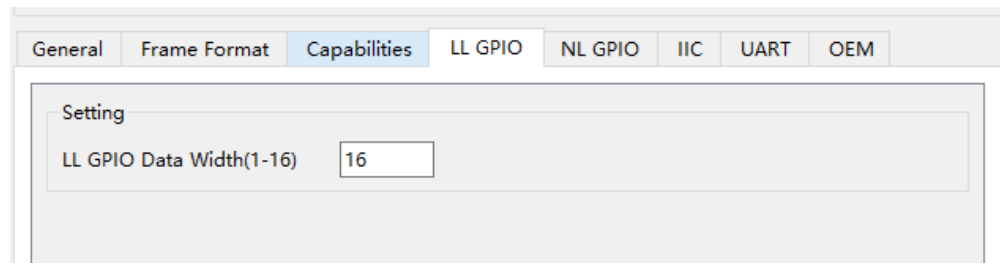 General Frame Format Capabilities LL GPIO NL GPIO IIC UART OEM
Setting
LL GPIO Data Width(1-16) 16